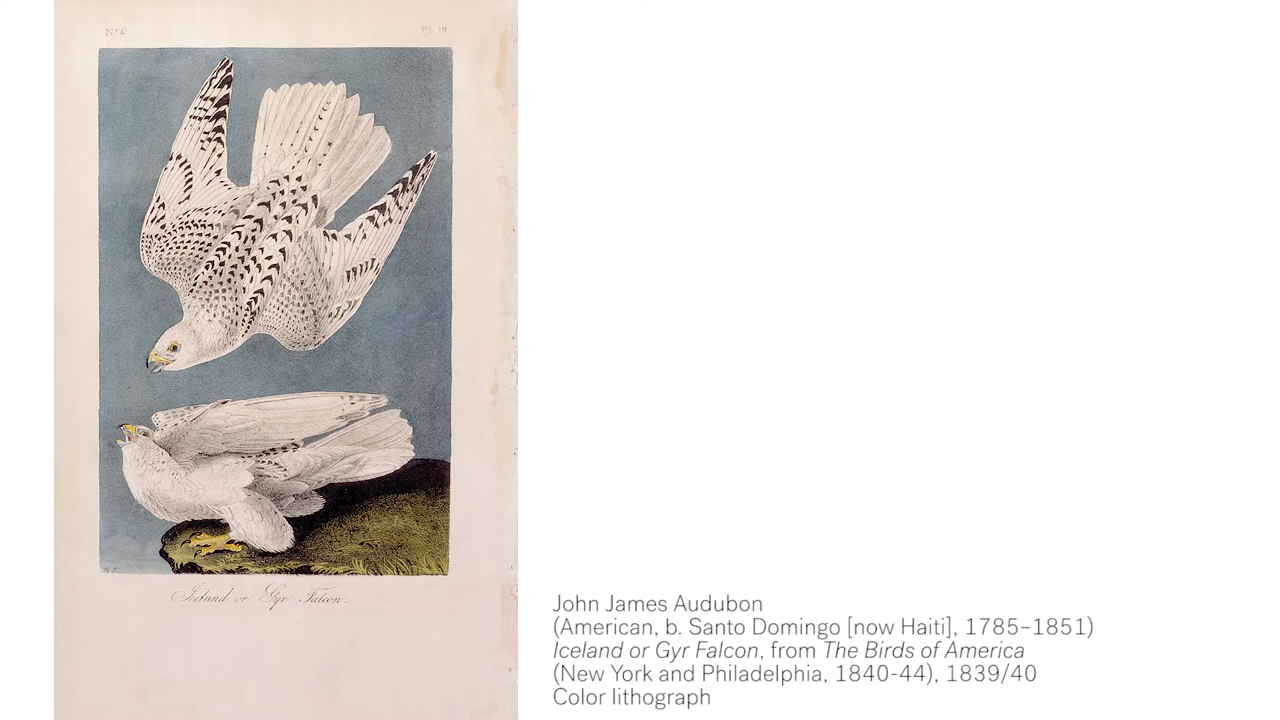 Nº 4
Pl. 19
Iceland or Gyr Falcon.
John James Audubon
(American, b. Santo Domingo [now Haiti], 1785–1851)
Iceland or Gyr Falcon, from The Birds of America
(New York and Philadelphia, 1840-44), 1839/40
Color lithograph